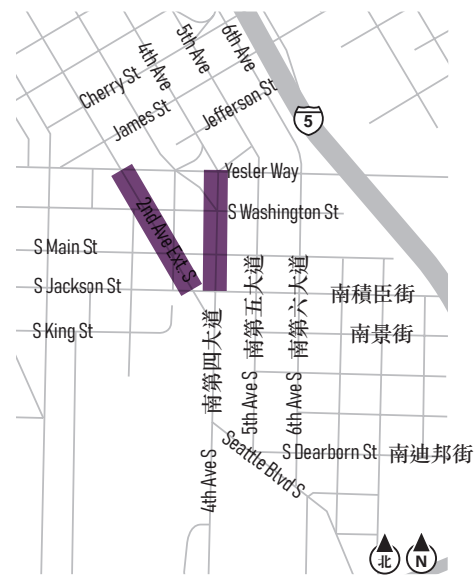 Cherry St
4th Ave
5th Ave
6th Ave
James St
Jefferson St
5
Yesler Way
2nd Ave Ext. S
S Washington St
S Main St
S Jackson St
南積臣街
S King St
南景街
南第四大道
南第五大道
南第六大道
5th Ave S
6th Ave S
4th Ave S
Seattle Blvd S
S Dearborn St 南迪邦街
北
N